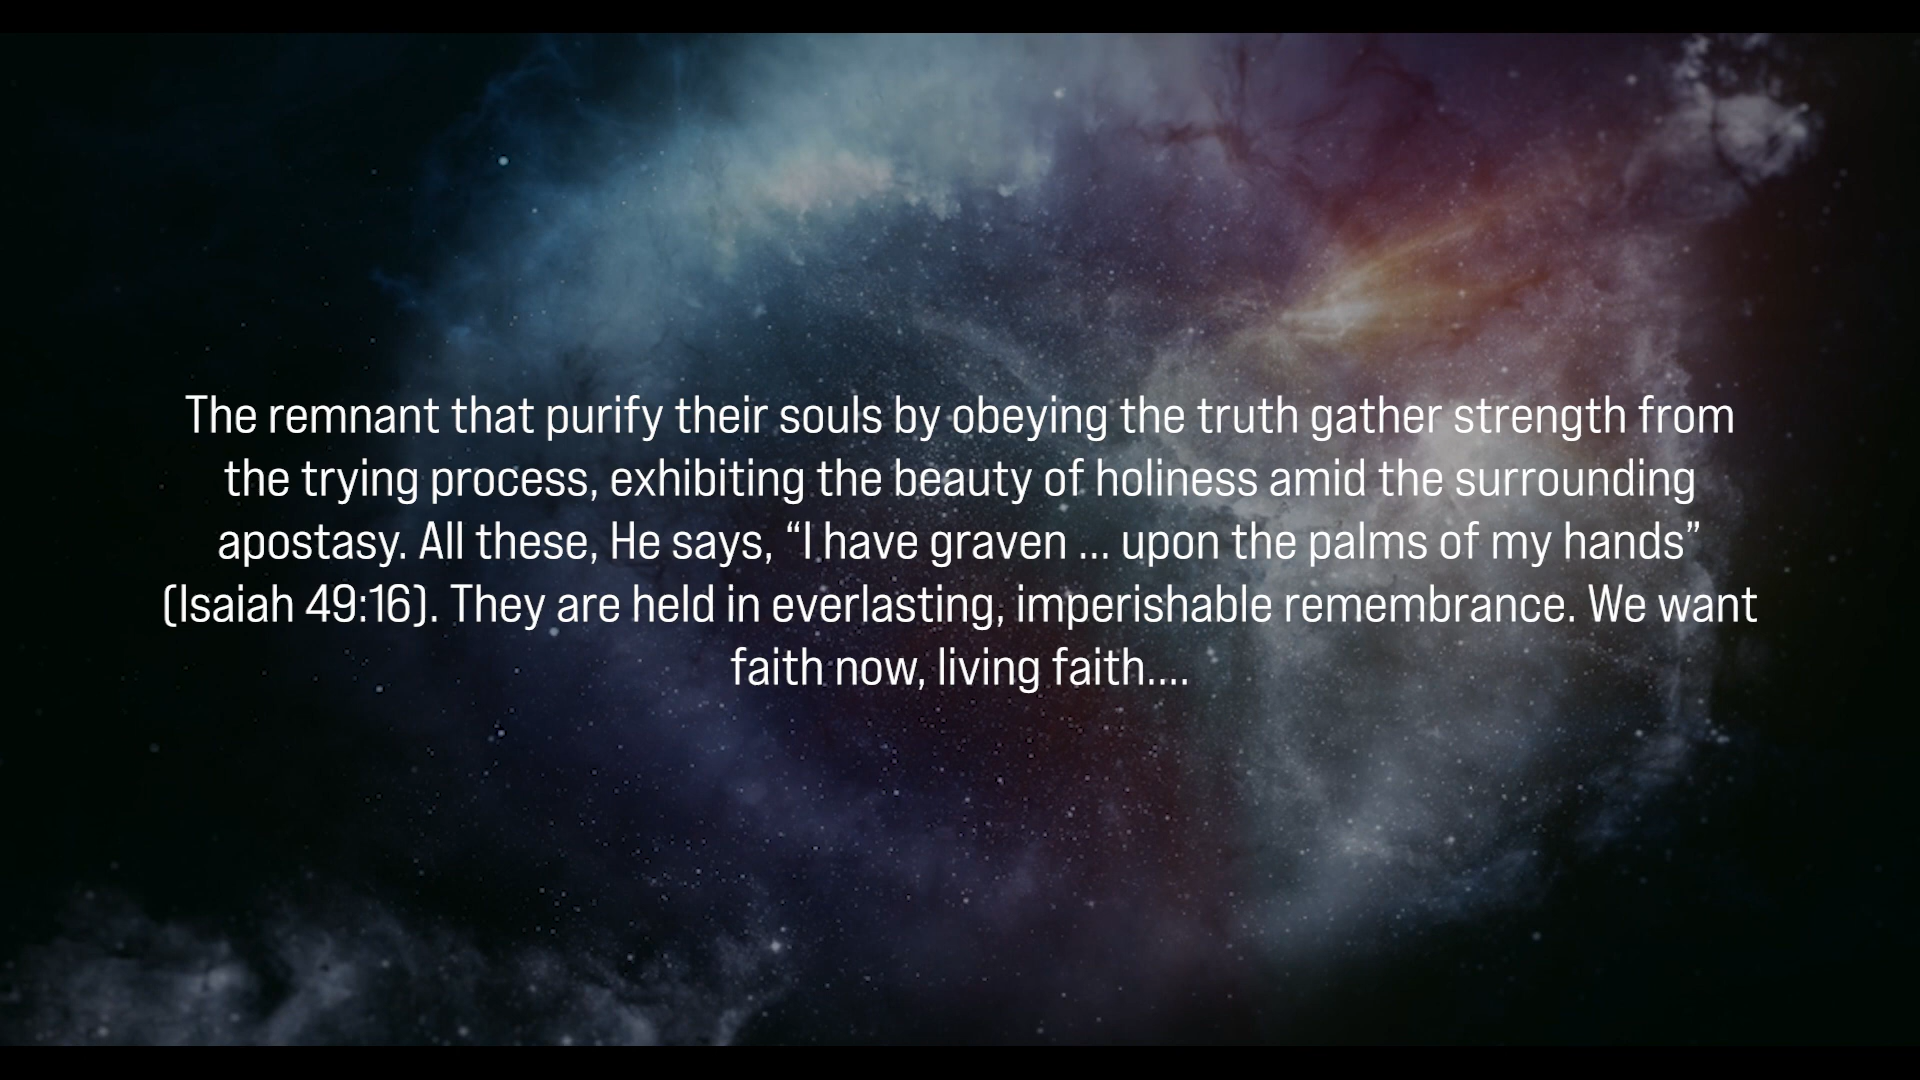 The remnant that purify their souls by obeying the truth gather strength from
the trying process, exhibiting the beauty of holiness amid the surrounding
apostasy. All these, He says, “I have graven ... upon the palms of my hands”
(Isaiah 49:16). They are held in everlasting, imperishable remembrance. We want
faith now, living faith....